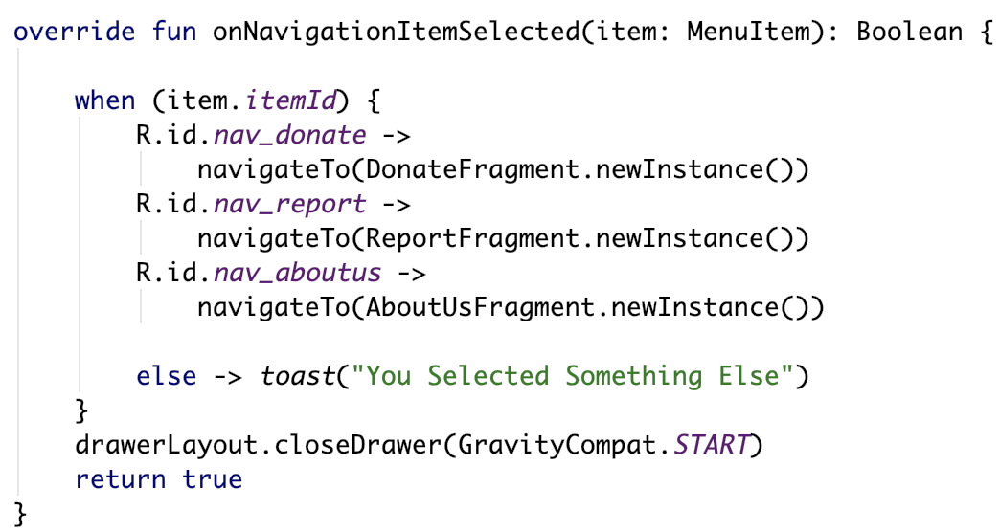 override fun onNavigationItemSelected(item: MenuItem): Boolean {
when (item.itemId) {
R.id.nav_donate ->
navigateTo(DonateFragment.newInstance())
R.id.nav_report ->
navigateTo(ReportFragment.newInstance())
R.id.nav_aboutus ->
navigateTo(AboutUsFragment.newInstance())
else -> toast("You Selected Something Else")
}
drawerLayout.closeDrawer(GravityCompat.START)
return true
}